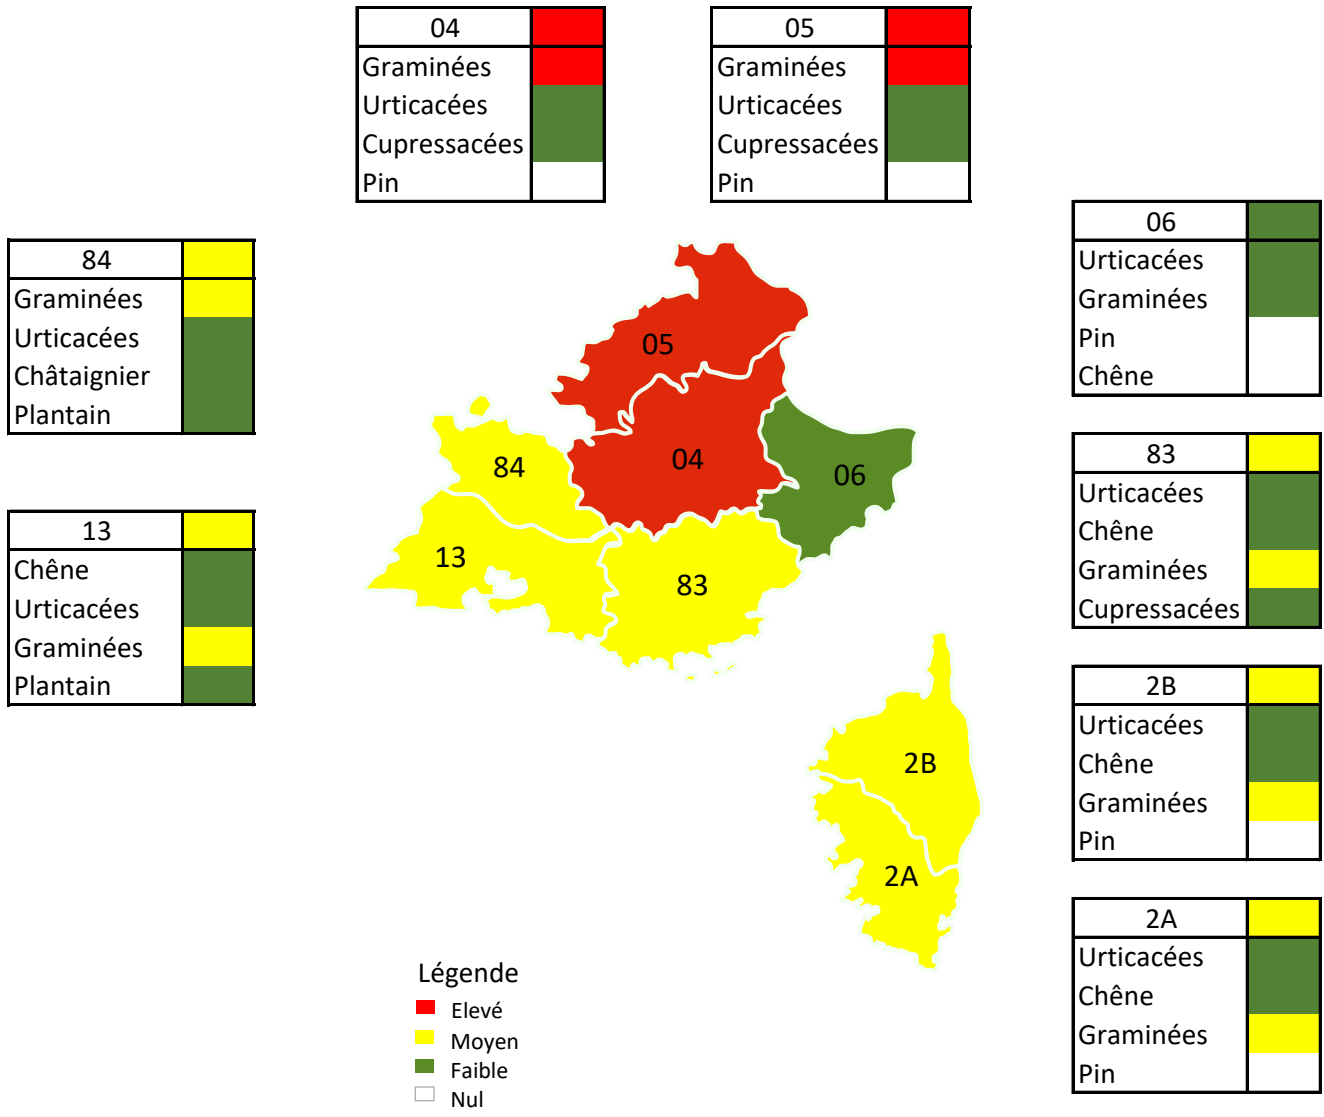 04
Graminées
Urticacées
Cupressacées
Pin
05
Graminées
Urticacées
Cupressacées
Pin
84
Graminées
Urticacées
Châtaignier
Plantain
13
Chêne
Urticacées
Graminées
Plantain
06
Urticacées
Graminées
Pin
Chêne
83
Urticacées
Chêne
Graminées
Cupressacées
2B
Urticacées
Chêne
Graminées
Pin
2A
Urticacées
Chêne
Graminées
Pin
05
04
84
06
13
83
2B
2A
Légende
Elevé
Moyen
Faible
Nul